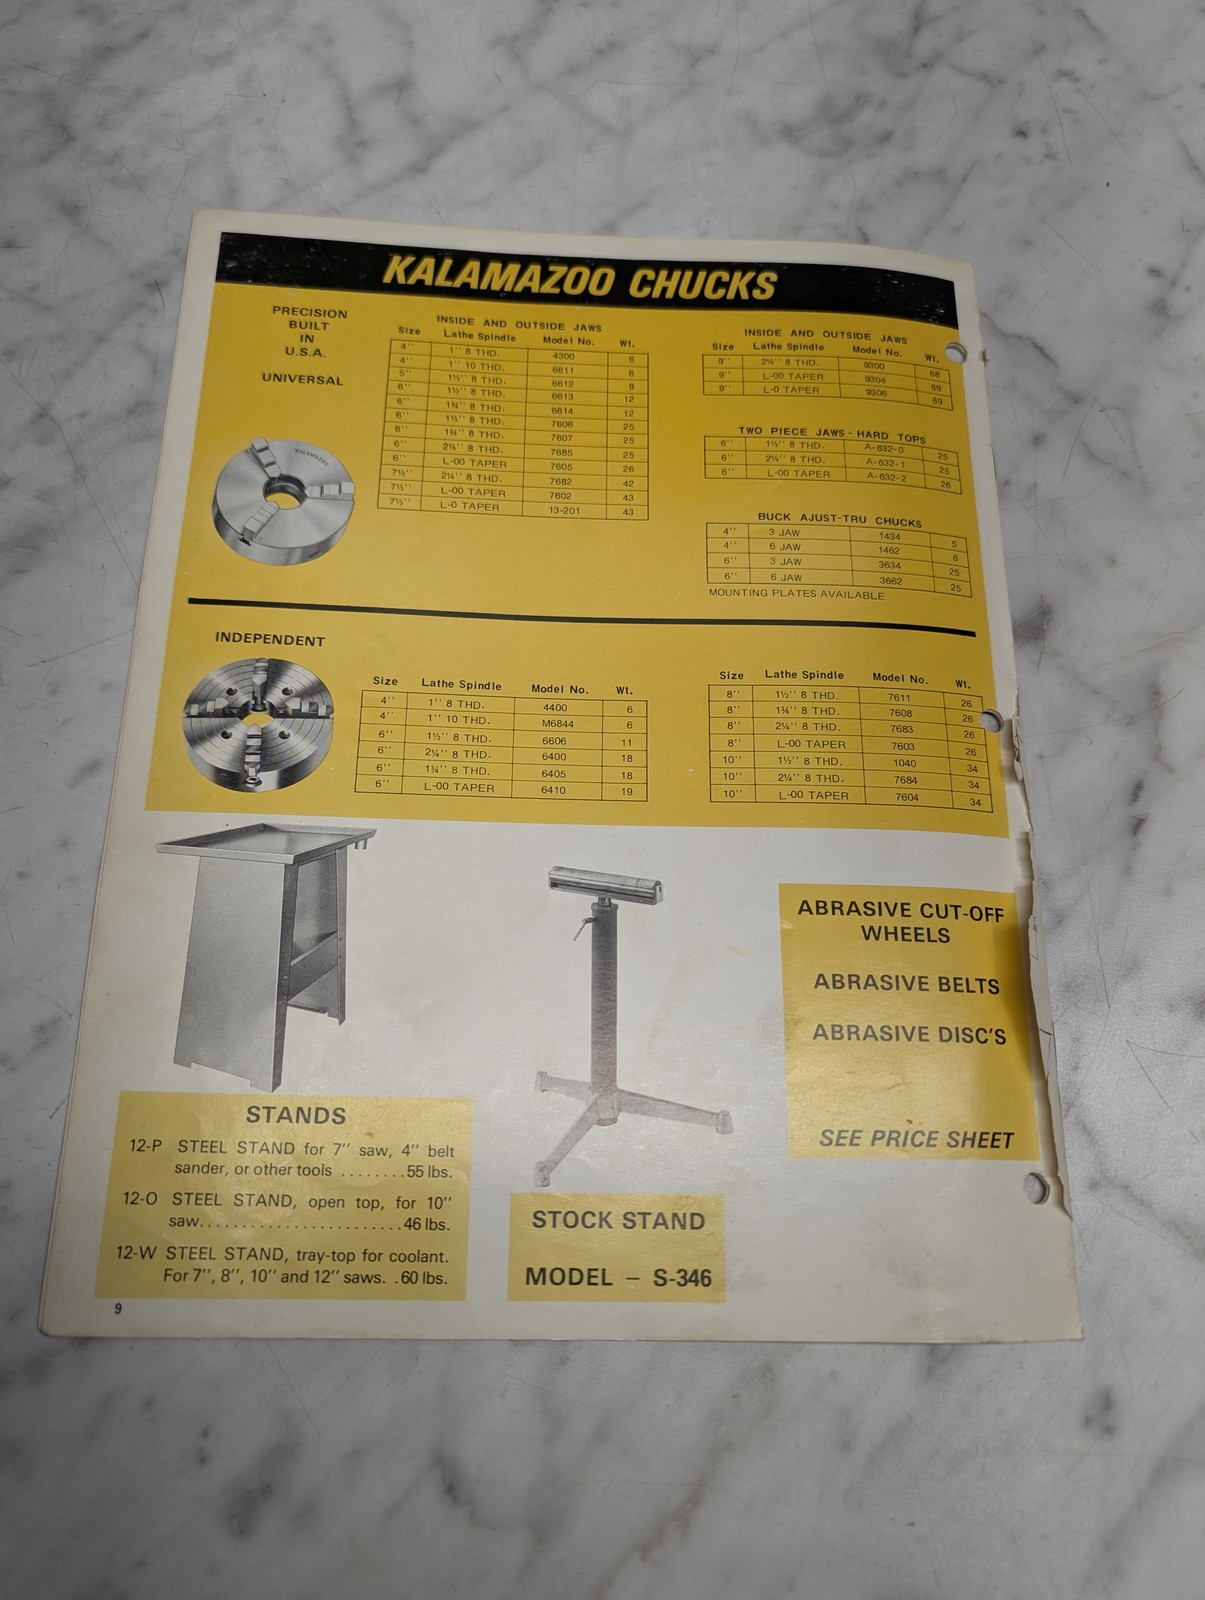 KALAMAZOO CHUCKS
PRECISION
BUILT
IN
U.S.A.
UNIVERSAL
KALAMAZOO
INSIDE AND OUTSIDE JAWS
Size Lathe Spindle Model No. Wt.
4" 1" 8 THD. 4300 6
4" 1" 10 THD. 6611 6
5" 1½" 8 THD. 6612 9
6" 1½" 8 THD. 6613 12
6" 1¾" 8 THD. 6614 12
6" 1½" 8 THD. 7606 25
6" 1¾" 8 THD. 7607 25
6" 2¼" 8 THD. 7685 25
6" L-00 TAPER 7605 26
7½" 2¼" 8 THD. 7682 42
7½" L-00 TAPER 7602 43
7½" L-0 TAPER 13-201 43
INSIDE AND OUTSIDE JAWS
Size Lathe Spindle Model No. Wt.
9" 2¼" 8 THD. 9300 68
9" L-00 TAPER 9304 69
9" L-0 TAPER 9306 69
TWO PIECE JAWS - HARD TOPS
6" 1½" 8 THD. A-632-0 25
6" 2¼" 8 THD. A-632-1 25
6" L-00 TAPER A-632-2 26
BUCK AJUST-TRU CHUCKS
4" 3 JAW 1434 5
4" 6 JAW 1462 6
6" 3 JAW 3634 25
6" 6 JAW 3662 25
MOUNTING PLATES AVAILABLE
INDEPENDENT
Size Lathe Spindle Model No. Wt.
4" 1" 8 THD. 4400 6
4" 1" 10 THD. M6844 6
6" 1½" 8 THD. 6606 11
6" 2¼" 8 THD. 6400 18
6" 1¾" 8 THD. 6405 18
6" L-00 TAPER 6410 19
Size Lathe Spindle Model No. Wt.
8" 1½" 8 THD. 7611 26
8" 1¾" 8 THD. 7608 26
8" 2¼" 8 THD. 7683 26
8" L-00 TAPER 7603 26
10" 1½" 8 THD. 1040 34
10" 2¼" 8 THD. 7684 34
10" L-00 TAPER 7604 34
STANDS
12-P STEEL STAND for 7" saw, 4" belt
sander, or other tools ........55 lbs.
12-O STEEL STAND, open top, for 10"
saw........................46 lbs.
12-W STEEL STAND, tray-top for coolant.
For 7", 8", 10" and 12" saws. .60 lbs.
STOCK STAND
MODEL – S-346
ABRASIVE CUT-OFF
WHEELS
ABRASIVE BELTS
ABRASIVE DISC'S
SEE PRICE SHEET
9